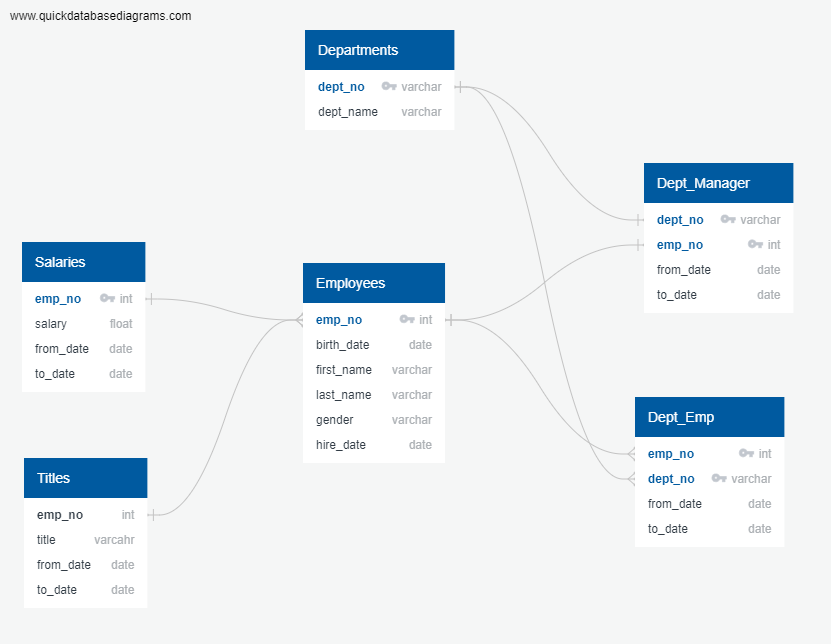 www.quickdatabasediagrams.com
Departments
dept_no varchar
dept_name varchar
Dept_Manager
dept_no varchar
emp_no int
from_date date
to_date date
Salaries
emp_no int
salary float
from_date date
to_date date
Employees
emp_no int
birth_date date
first_name varchar
last_name varchar
gender varchar
hire_date date
Dept_Emp
emp_no int
dept_no varchar
from_date date
to_date date
Titles
emp_no int
title varcahr
from_date date
to_date date